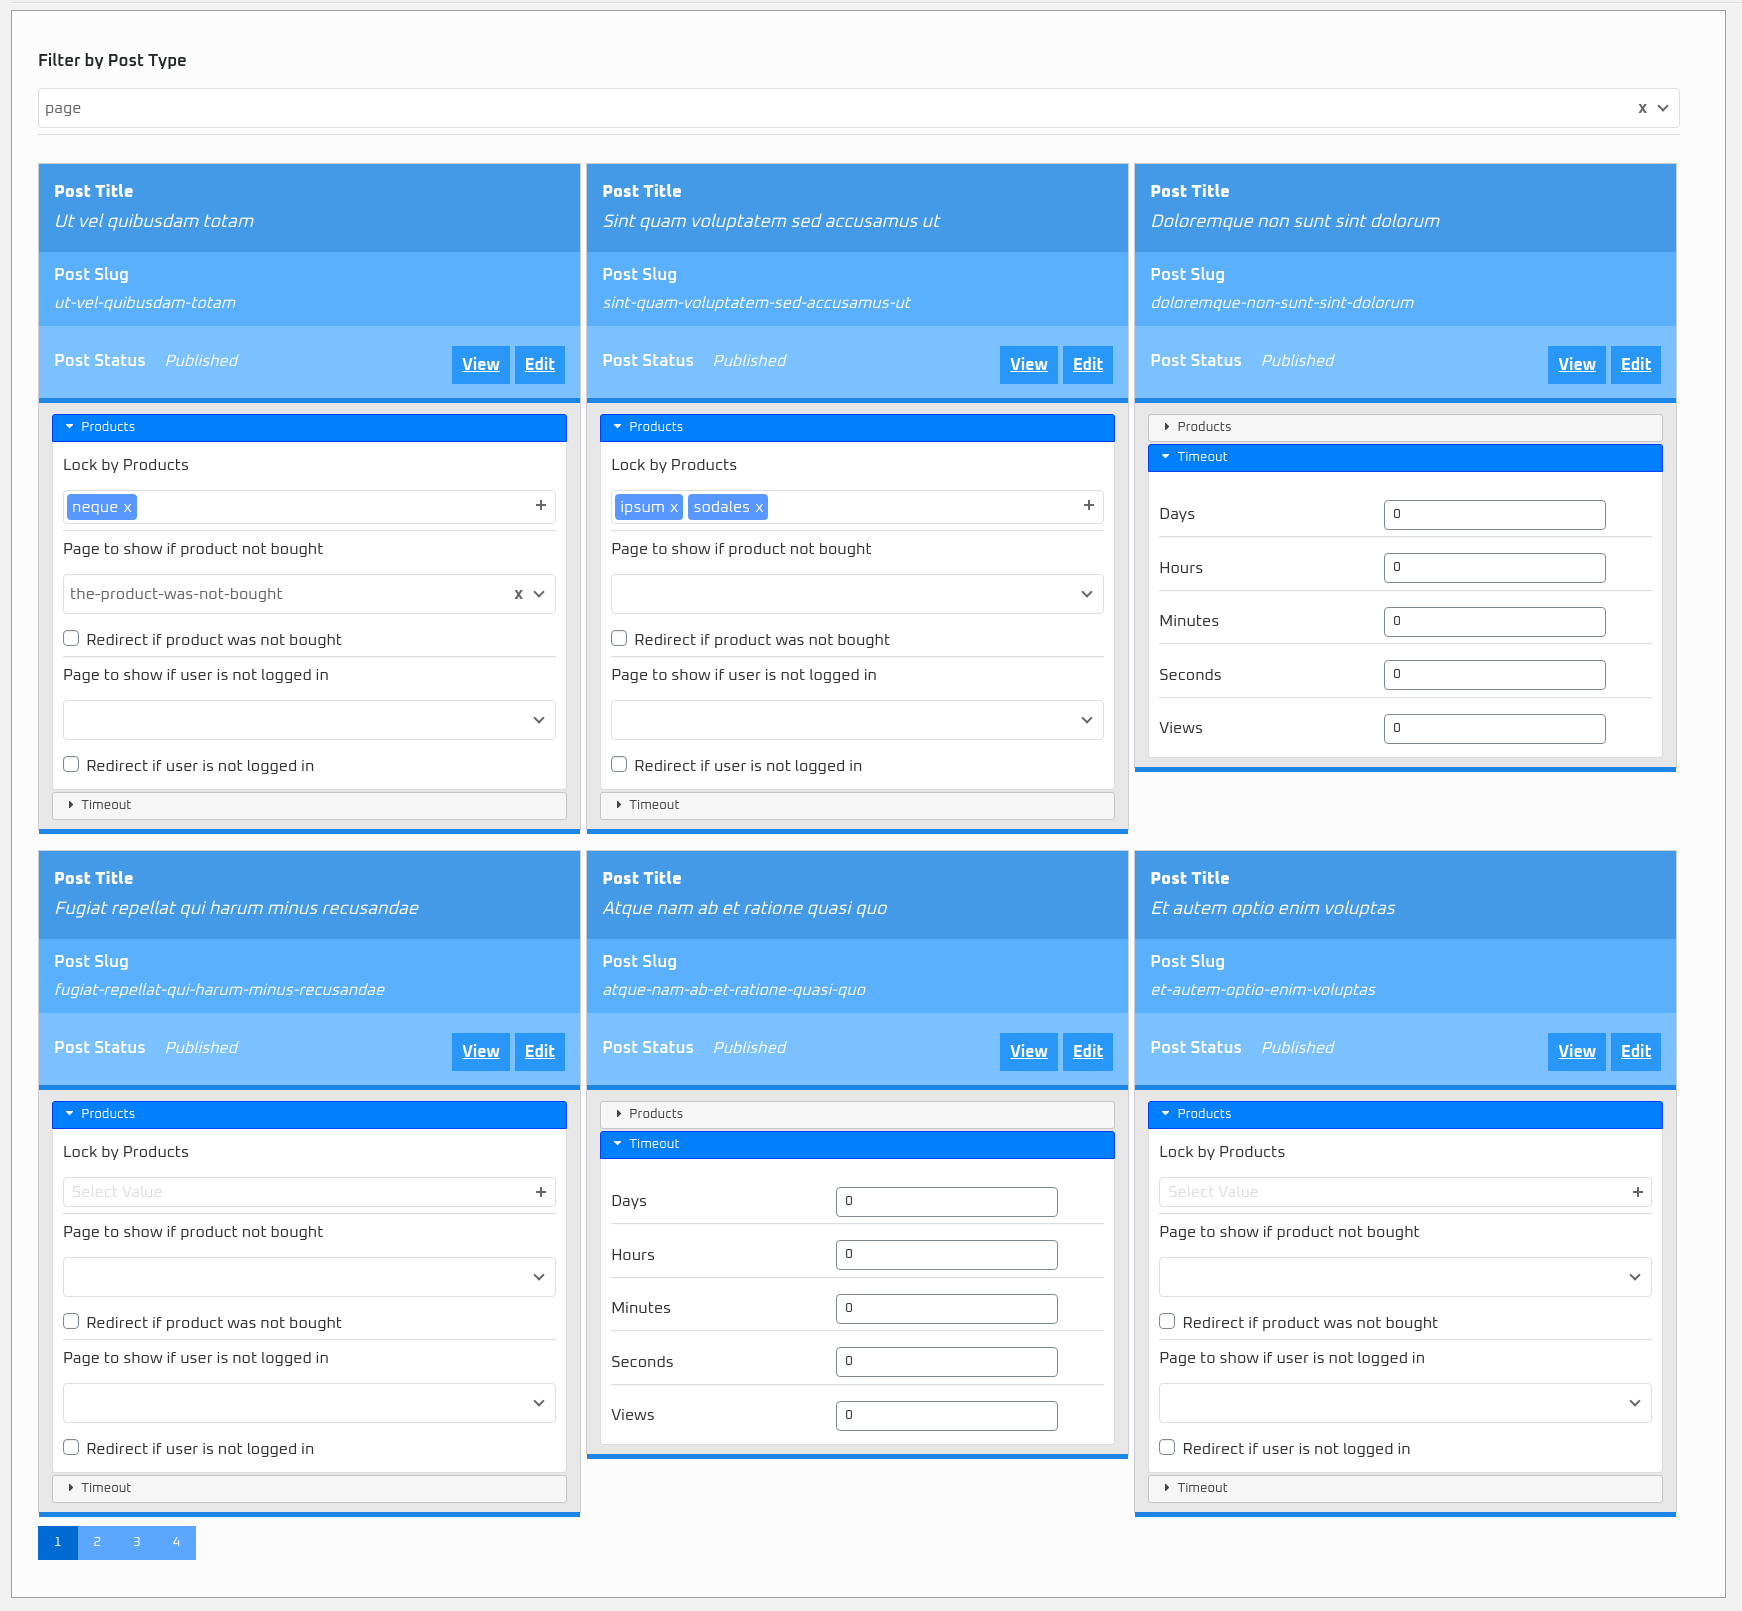 Filter by Post Type
page x
Post Title
Ut vel quibusdam totam
Post Slug
ut-vel-quibusdam-totam
Post Status Published View Edit
Products
Lock by Products
neque x +
Page to show if product not bought
the-product-was-not-bought x
Redirect if product was not bought
Page to show if user is not logged in
Redirect if user is not logged in
Timeout
Post Title
Sint quam voluptatem sed accusamus ut
Post Slug
sint-quam-voluptatem-sed-accusamus-ut
Post Status Published View Edit
Products
Lock by Products
ipsum x sodales x +
Page to show if product not bought
Redirect if product was not bought
Page to show if user is not logged in
Redirect if user is not logged in
Timeout
Post Title
Doloremque non sunt sint dolorum
Post Slug
doloremque-non-sunt-sint-dolorum
Post Status Published View Edit
Products
Timeout
Days 0
Hours 0
Minutes 0
Seconds 0
Views 0
Post Title
Fugiat repellat qui harum minus recusandae
Post Slug
fugiat-repellat-qui-harum-minus-recusandae
Post Status Published View Edit
Products
Lock by Products
Select Value +
Page to show if product not bought
Redirect if product was not bought
Page to show if user is not logged in
Redirect if user is not logged in
Timeout
Post Title
Atque nam ab et ratione quasi quo
Post Slug
atque-nam-ab-et-ratione-quasi-quo
Post Status Published View Edit
Products
Timeout
Days 0
Hours 0
Minutes 0
Seconds 0
Views 0
Post Title
Et autem optio enim voluptas
Post Slug
et-autem-optio-enim-voluptas
Post Status Published View Edit
Products
Lock by Products
Select Value +
Page to show if product not bought
Redirect if product was not bought
Page to show if user is not logged in
Redirect if user is not logged in
Timeout
1 2 3 4